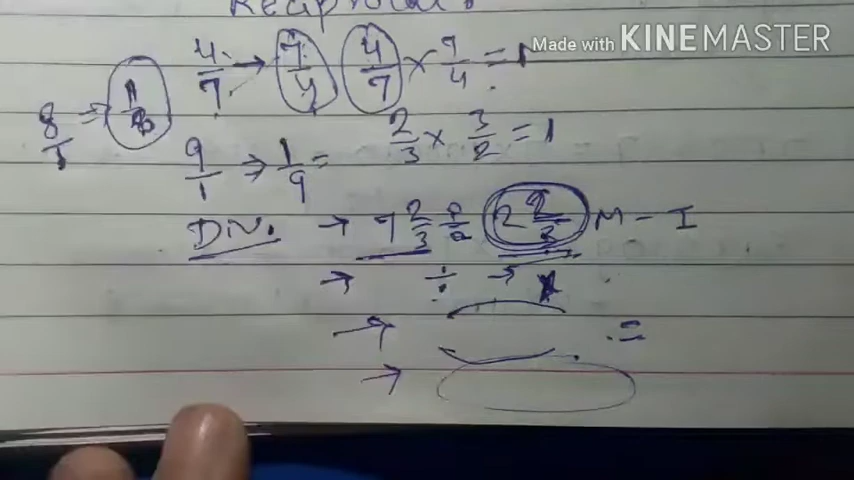 Reciprocal
Made with KINEMASTER
4/7 → 7/4 4/7 × 7/4 = 1
8/1 ⇒ 1/8
2/3 × 3/2 = 1
9/1 ⇒ 1/9 =
DIV. → 7 2/3 ÷ 2 2/3 M - I
→ ÷ → ×
→ =
→